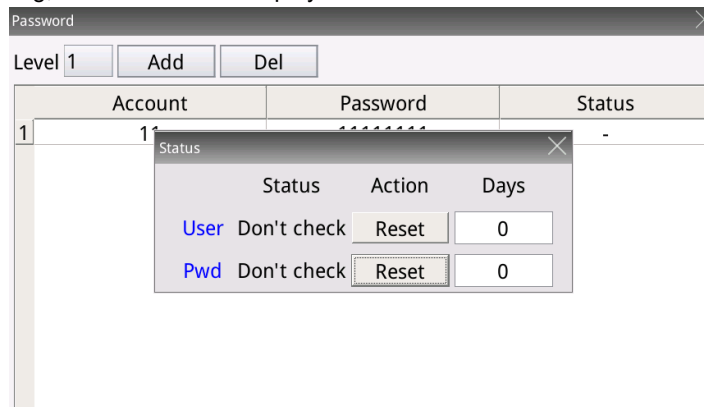 Password
Level 1 Add Del
Account Password Status
1 11 11111111 -
Status
Status Action Days
User Don't check Reset 0
Pwd Don't check Reset 0